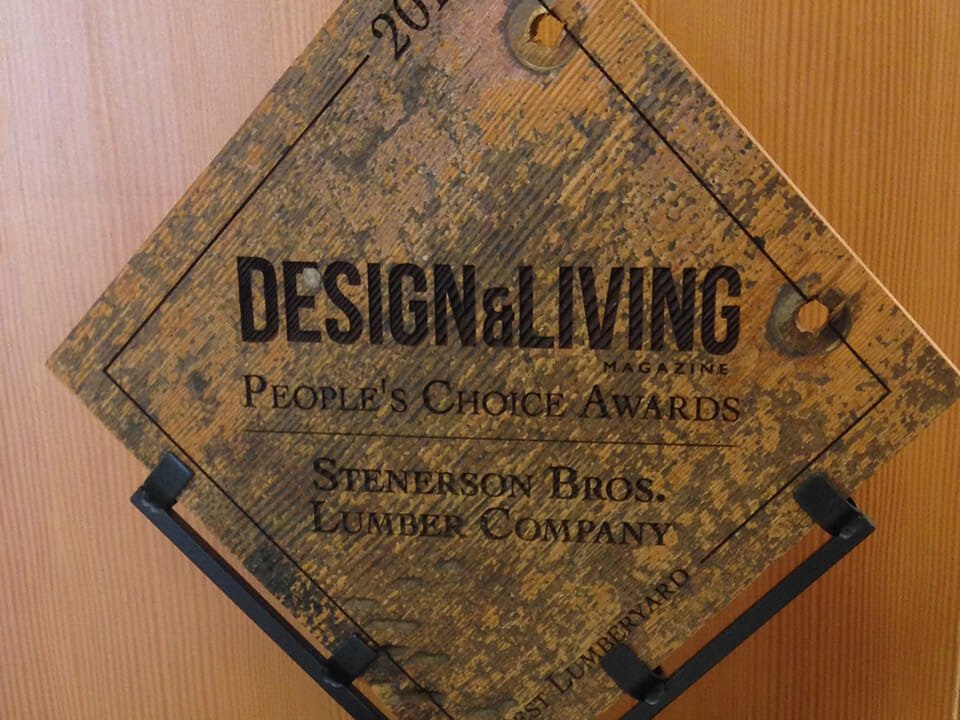 DESIGN&LIVING
MAGAZINE
PEOPLE'S CHOICE AWARDS
STENERSON BROS.
LUMBER COMPANY
LUMBERYARD